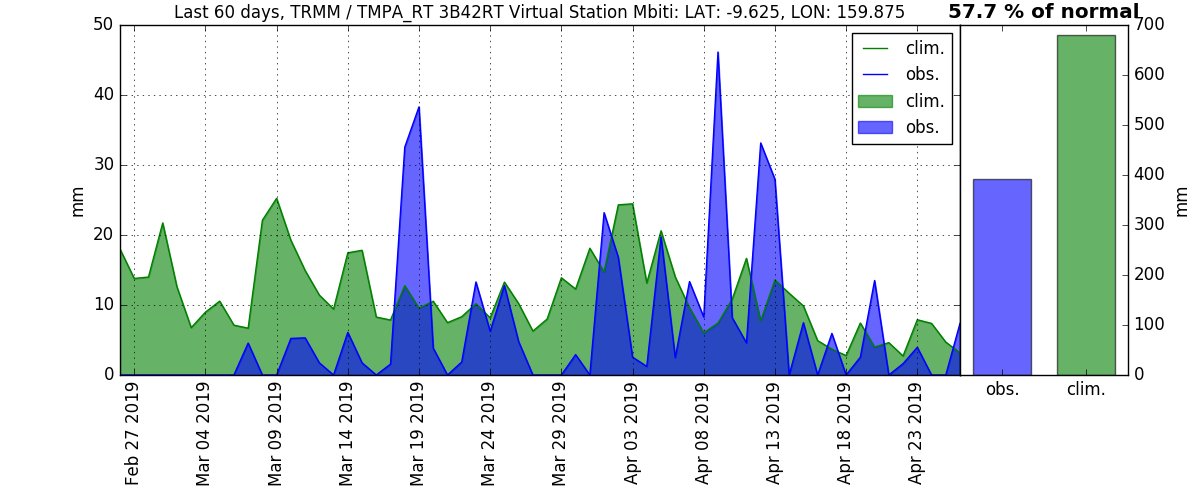 Last 60 days, TRMM / TMPA_RT 3B42RT Virtual Station Mbiti: LAT: -9.625, LON: 159.875
57.7 % of normal
50
40
30
20
10
0
mm
clim.
obs.
clim.
obs.
700
600
500
400
300
200
100
0
mm
obs.
clim.
Feb 27 2019
Mar 04 2019
Mar 09 2019
Mar 14 2019
Mar 19 2019
Mar 24 2019
Mar 29 2019
Apr 03 2019
Apr 08 2019
Apr 13 2019
Apr 18 2019
Apr 23 2019